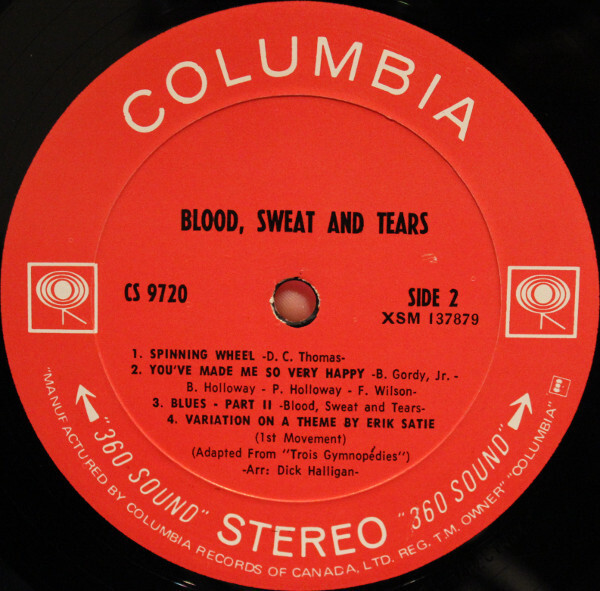 COLUMBIA
BLOOD, SWEAT AND TEARS
CS 9720
SIDE 2
XSM 137879
1. SPINNING WHEEL -D. C. Thomas-
2. YOU'VE MADE ME SO VERY HAPPY -B. Gordy, Jr. -
B. Holloway - P. Holloway - F. Wilson-
3. BLUES - PART II -Blood, Sweat and Tears-
4. VARIATION ON A THEME BY ERIK SATIE
(1st Movement)
(Adapted From "Trois Gymnopédies")
-Arr: Dick Halligan-
"360 SOUND" STEREO "360 SOUND"
"MANUFACTURED BY COLUMBIA RECORDS OF CANADA, LTD. REG. T.M. OWNER" "COLUMBIA"